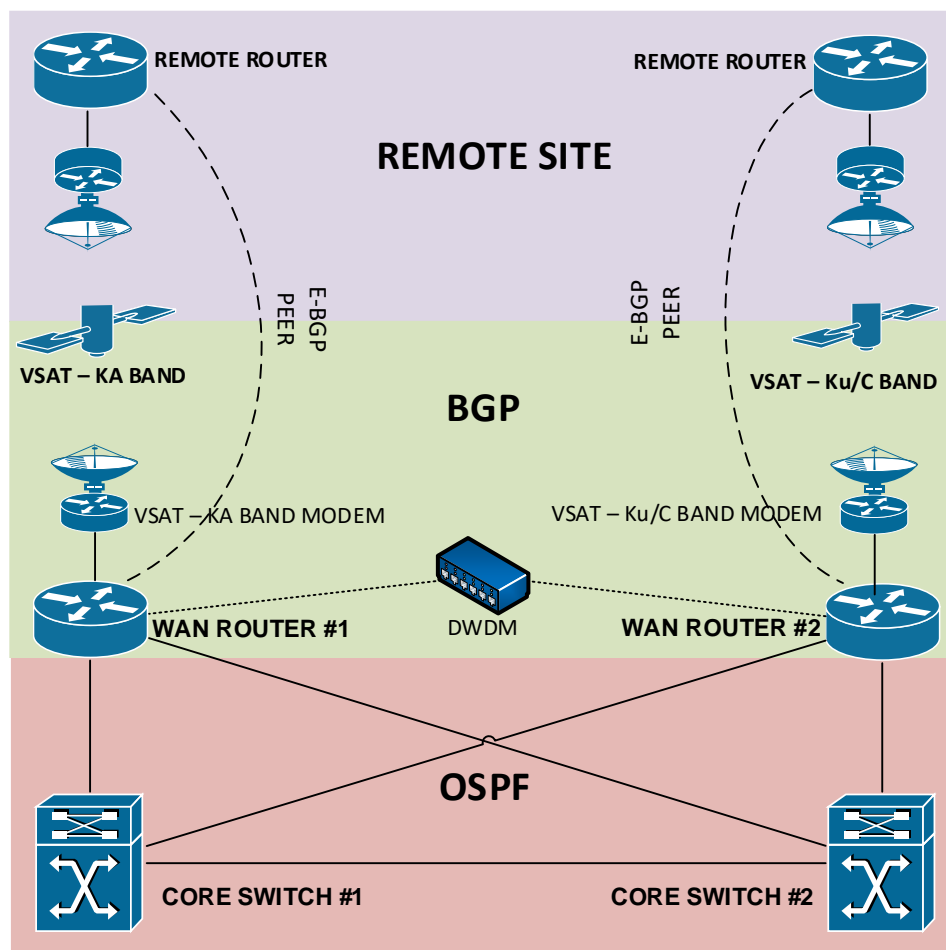 REMOTE ROUTER
REMOTE ROUTER
REMOTE SITE
E-BGP
PEER
E-BGP
PEER
VSAT – KA BAND
VSAT – Ku/C BAND
BGP
VSAT – KA BAND MODEM
VSAT – Ku/C BAND MODEM
WAN ROUTER #1
DWDM
WAN ROUTER #2
OSPF
CORE SWITCH #1
CORE SWITCH #2